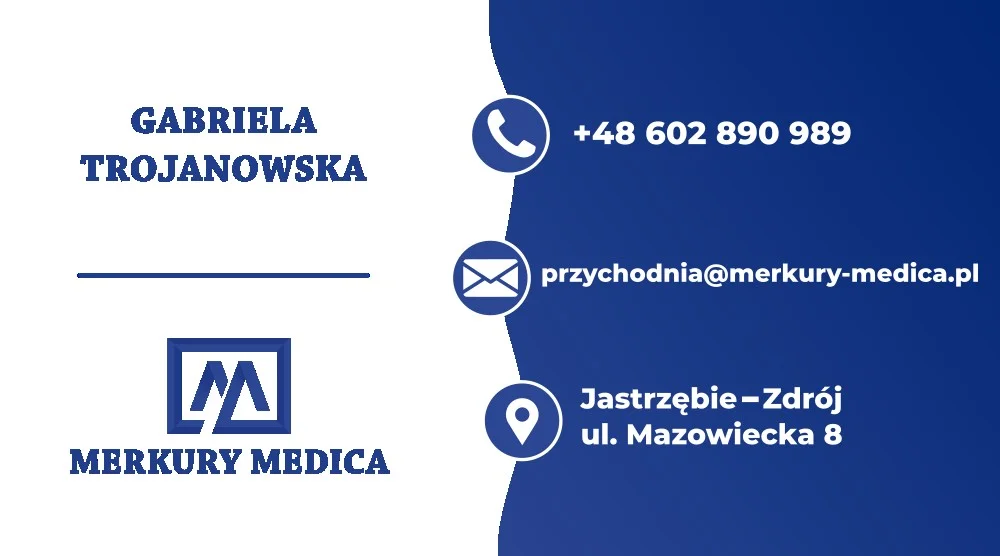 GABRIELA
TROJANOWSKA
MERKURY MEDICA
+48 602 890 989
przychodnia@merkury-medica.pl
Jastrzębie–Zdrój
ul. Mazowiecka 8